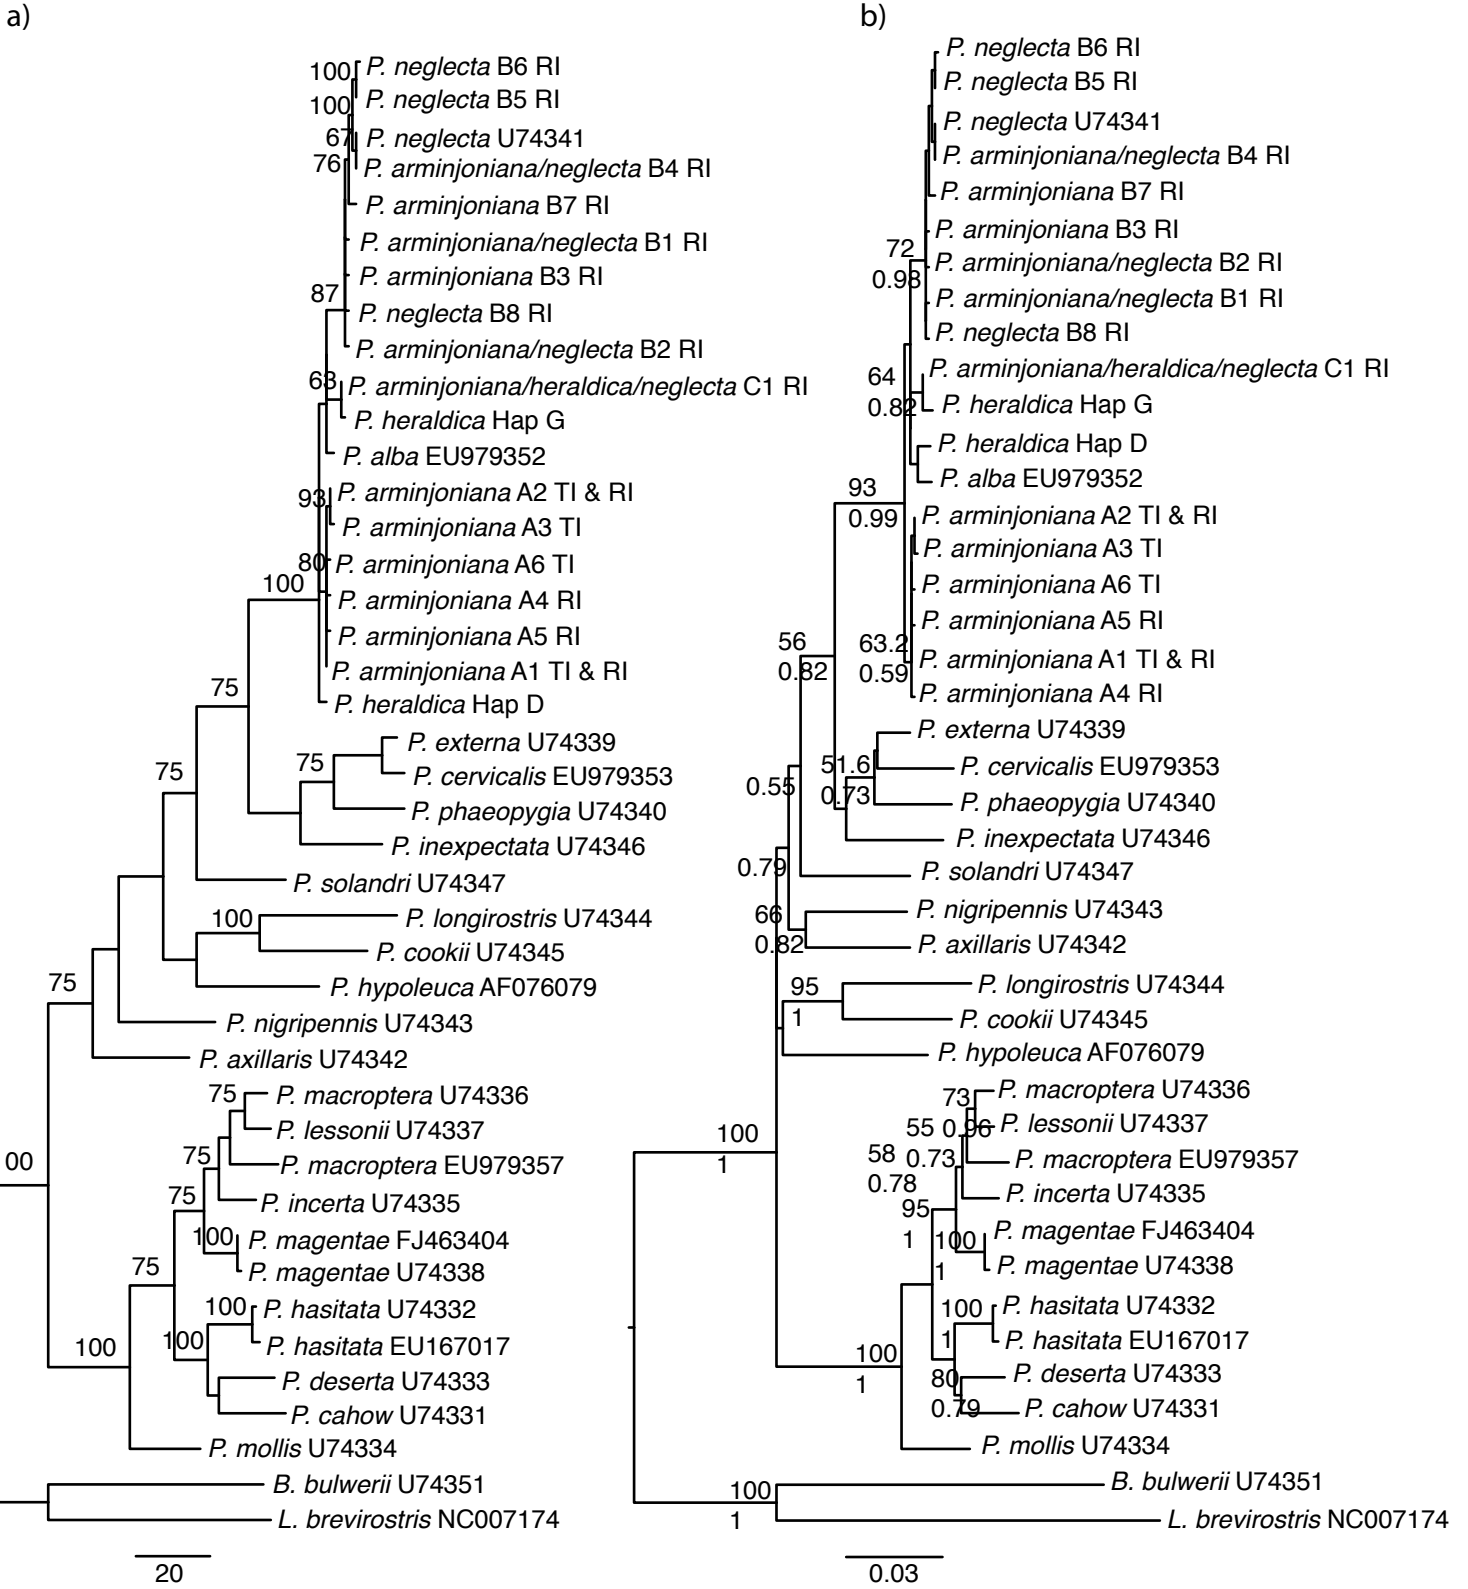 a)
100
P. neglecta B6 RI
100
P. neglecta B5 RI
67
P. neglecta U74341
76
P. arminjoniana/neglecta B4 RI
P. arminjoniana B7 RI
P. arminjoniana/neglecta B1 RI
P. arminjoniana B3 RI
87
P. neglecta B8 RI
P. arminjoniana/neglecta B2 RI
63
P. arminjoniana/heraldica/neglecta C1 RI
P. heraldica Hap G
P. alba EU979352
93
P. arminjoniana A2 TI & RI
P. arminjoniana A3 TI
80
P. arminjoniana A6 TI
100
P. arminjoniana A4 RI
P. arminjoniana A5 RI
P. arminjoniana A1 TI & RI
75
P. heraldica Hap D
P. externa U74339
75
75
P. cervicalis EU979353
P. phaeopygia U74340
P. inexpectata U74346
P. solandri U74347
100
P. longirostris U74344
P. cookii U74345
75
P. hypoleuca AF076079
P. nigripennis U74343
P. axillaris U74342
75
P. macroptera U74336
P. lessonii U74337
75
00
P. macroptera EU979357
75
P. incerta U74335
100
P. magentae FJ463404
75
P. magentae U74338
100
P. hasitata U74332
100
100
P. hasitata EU167017
P. deserta U74333
P. cahow U74331
P. mollis U74334
B. bulwerii U74351
L. brevirostris NC007174
20
b)
P. neglecta B6 RI
P. neglecta B5 RI
P. neglecta U74341
P. arminjoniana/neglecta B4 RI
P. arminjoniana B7 RI
P. arminjoniana B3 RI
72
0.98
P. arminjoniana/neglecta B2 RI
P. arminjoniana/neglecta B1 RI
P. neglecta B8 RI
64
P. arminjoniana/heraldica/neglecta C1 RI
0.82
P. heraldica Hap G
P. heraldica Hap D
P. alba EU979352
93
0.99
P. arminjoniana A2 TI & RI
P. arminjoniana A3 TI
P. arminjoniana A6 TI
P. arminjoniana A5 RI
56
0.82
63.2
0.59
P. arminjoniana A1 TI & RI
P. arminjoniana A4 RI
P. externa U74339
51.6
0.73
P. cervicalis EU979353
0.55
P. phaeopygia U74340
P. inexpectata U74346
0.79
P. solandri U74347
66
0.82
P. nigripennis U74343
P. axillaris U74342
95
1
P. longirostris U74344
P. cookii U74345
P. hypoleuca AF076079
73
0.96
P. macroptera U74336
P. lessonii U74337
100
1
55
0.73
58
0.78
P. macroptera EU979357
P. incerta U74335
95
1
100
1
P. magentae FJ463404
P. magentae U74338
100
1
P. hasitata U74332
P. hasitata EU167017
100
1
80
0.79
P. deserta U74333
P. cahow U74331
P. mollis U74334
100
1
B. bulwerii U74351
L. brevirostris NC007174
0.03